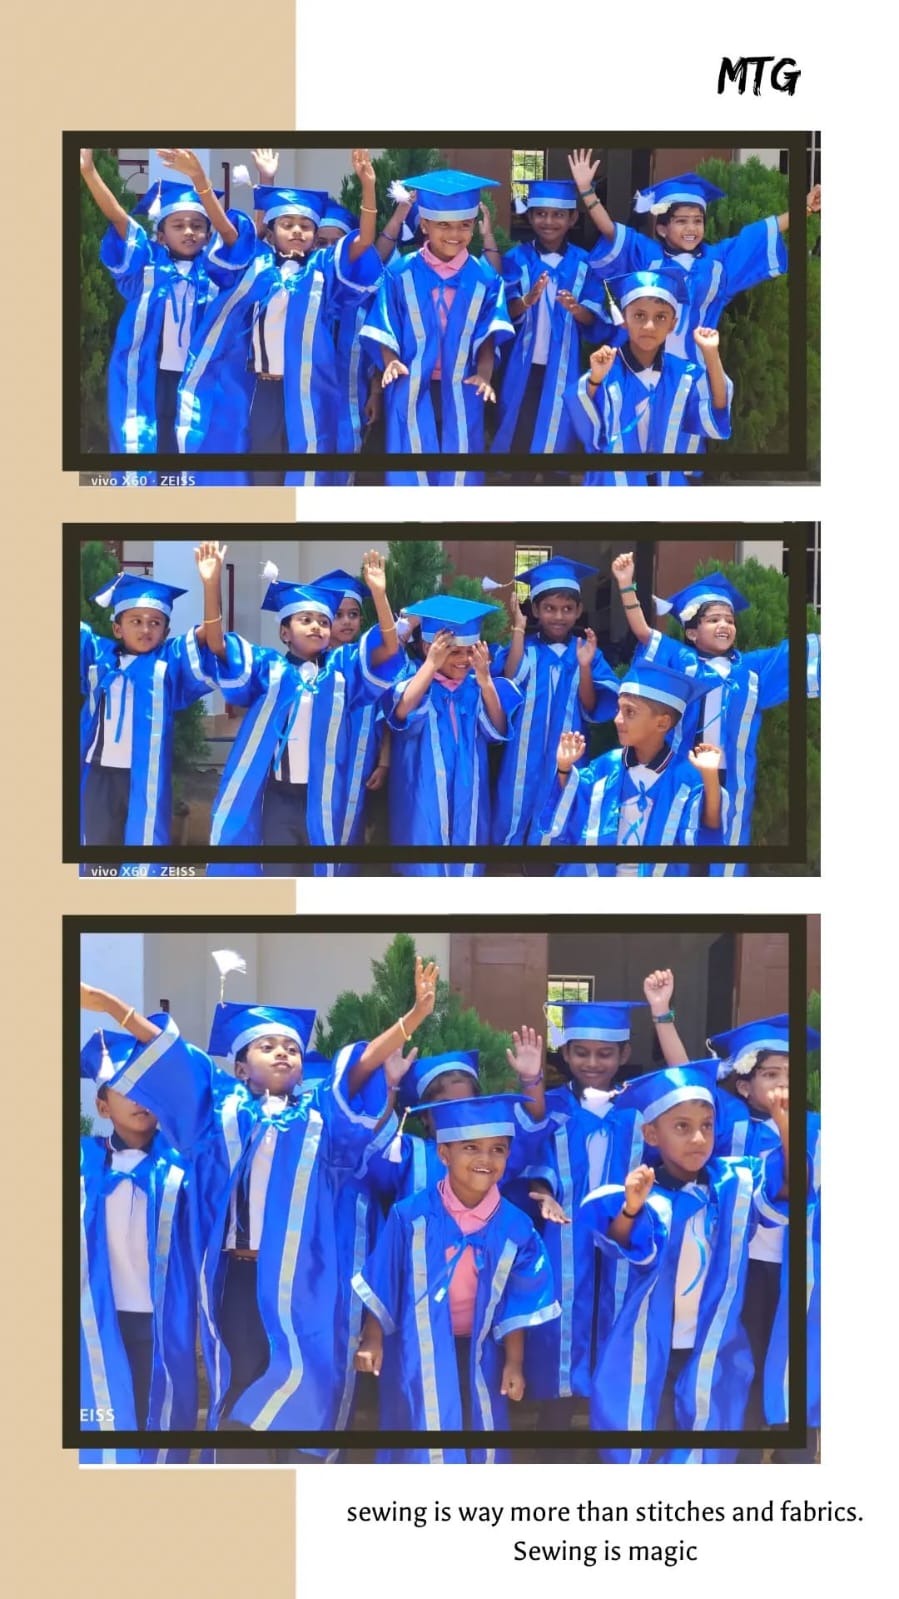 MTG
vivo X60 · ZEISS
vivo X60 · ZEISS
EISS
sewing is way more than stitches and fabrics.
Sewing is magic